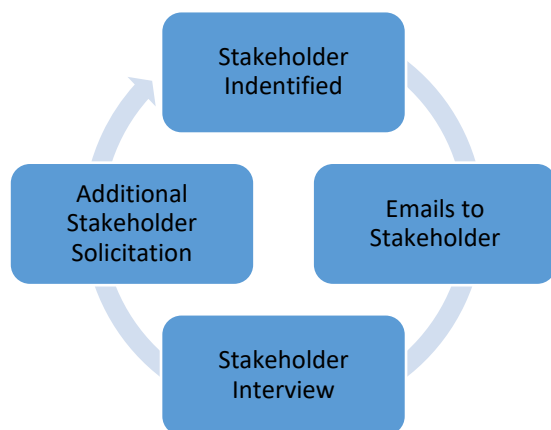 Stakeholder
Indentified
Additional
Stakeholder
Solicitation
Emails to
Stakeholder
Stakeholder
Interview